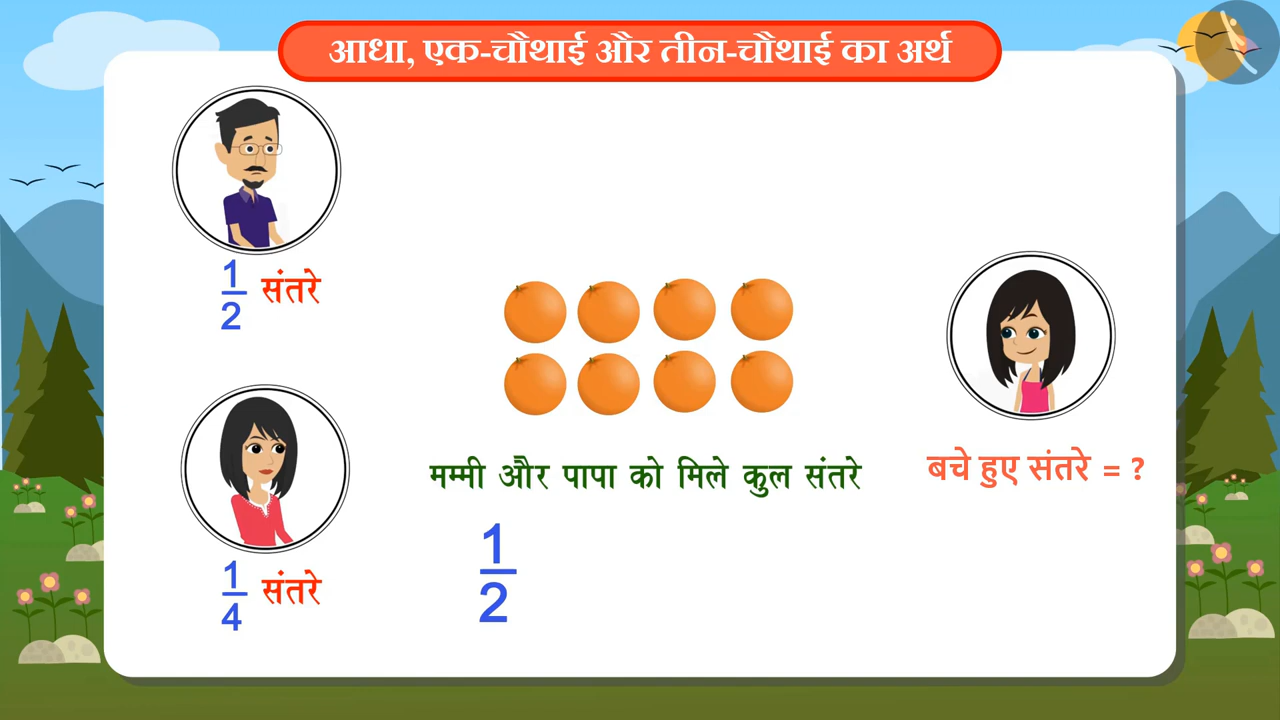 आधा, एक-चौथाई और तीन-चौथाई का अर्थ
1/2 संतरे
1/4 संतरे
मम्मी और पापा को मिले कुल संतरे
1/2
बचे हुए संतरे = ?